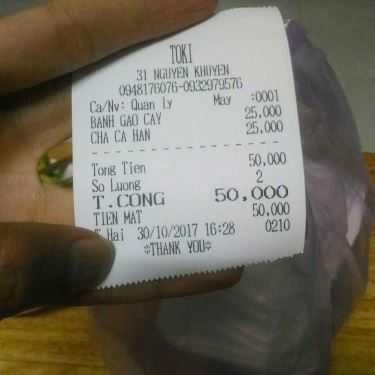 TOKI
31 NGUYEN KHUYEN
0948176076-0932979576
Ca/Nv: Quan Ly May :0001
BANH GAO CAY 25,000
CHA CA HAN 25,000
Tong Tien 50,000
So Luong 2
T.CONG 50,000
TIEN MAT 50,000
Hai 30/10/2017 16:28 0210
*THANK YOU*